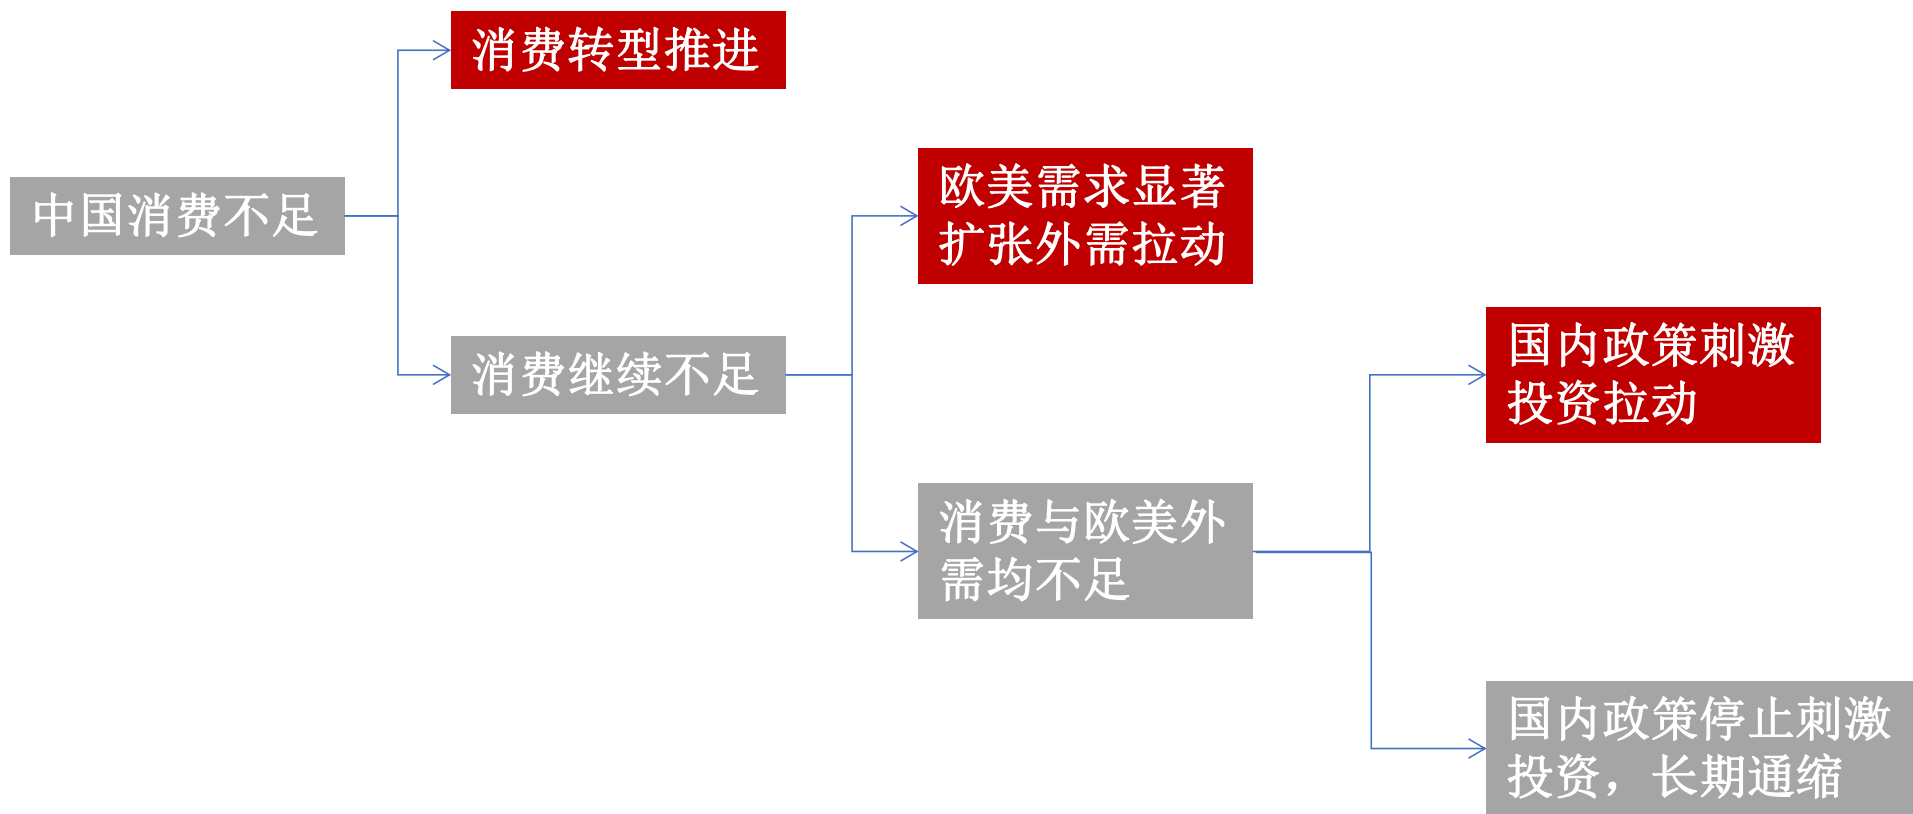 消费转型推进
中国消费不足
欧美需求显著
扩张外需拉动
消费继续不足
国内政策刺激
投资拉动
消费与欧美外
需均不足
国内政策停止刺激
投资，长期通缩